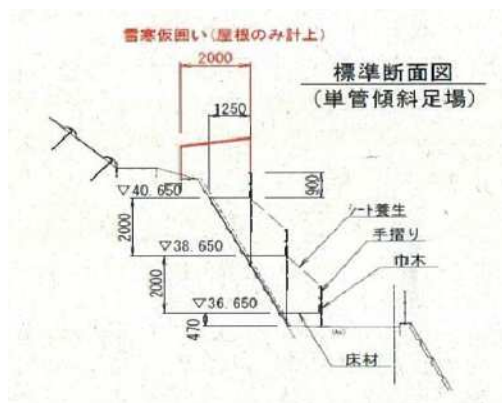 雪寒仮囲い(屋根のみ計上)
2000
標準断面図
(単管傾斜足場)
1250
900
▽40.650
シート養生
手摺り
2000
▽38.650
巾木
2000
▽36.650
470
床材